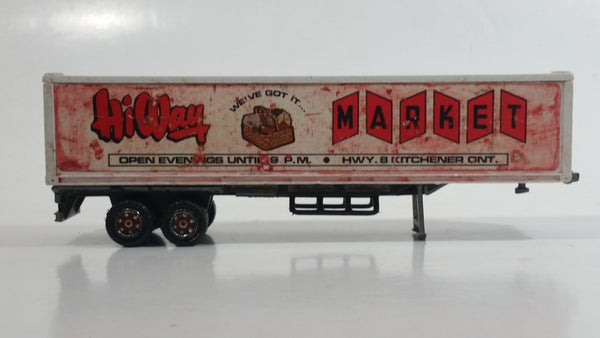 HiWay
WE'VE GOT IT...
MARKET
OPEN EVENINGS UNTIL 9 P.M. • HWY. 8 KITCHENER ONT.